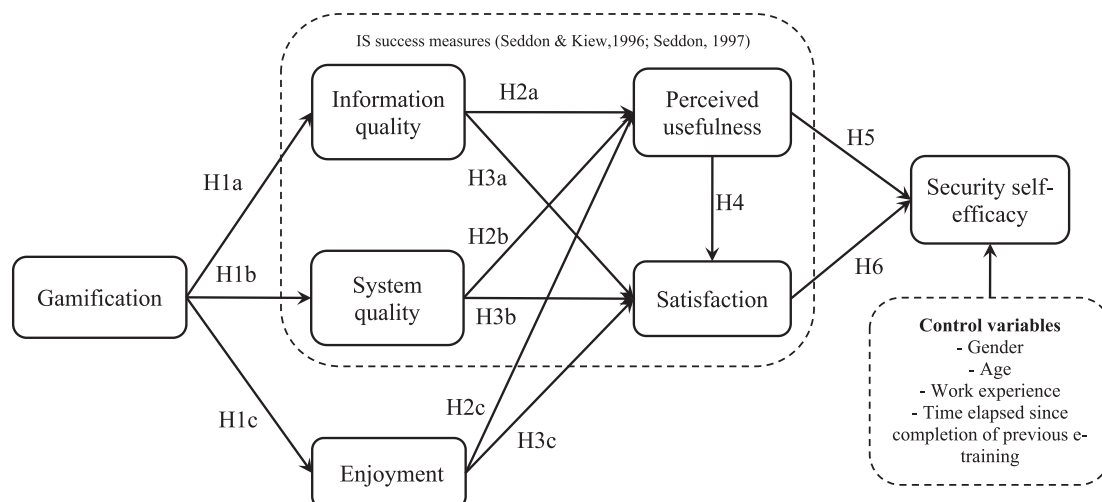 IS success measures (Seddon & Kiew,1996; Seddon, 1997)
Information
quality
H2a
Perceived
usefulness
H5
H1a
H3a
Security self-
efficacy
H4
H2b
H1b
H6
Gamification
System
quality
H3b
Satisfaction
Control variables
- Gender
- Age
- Work experience
- Time elapsed since
completion of previous e-
training
H1c
H2c
H3c
Enjoyment